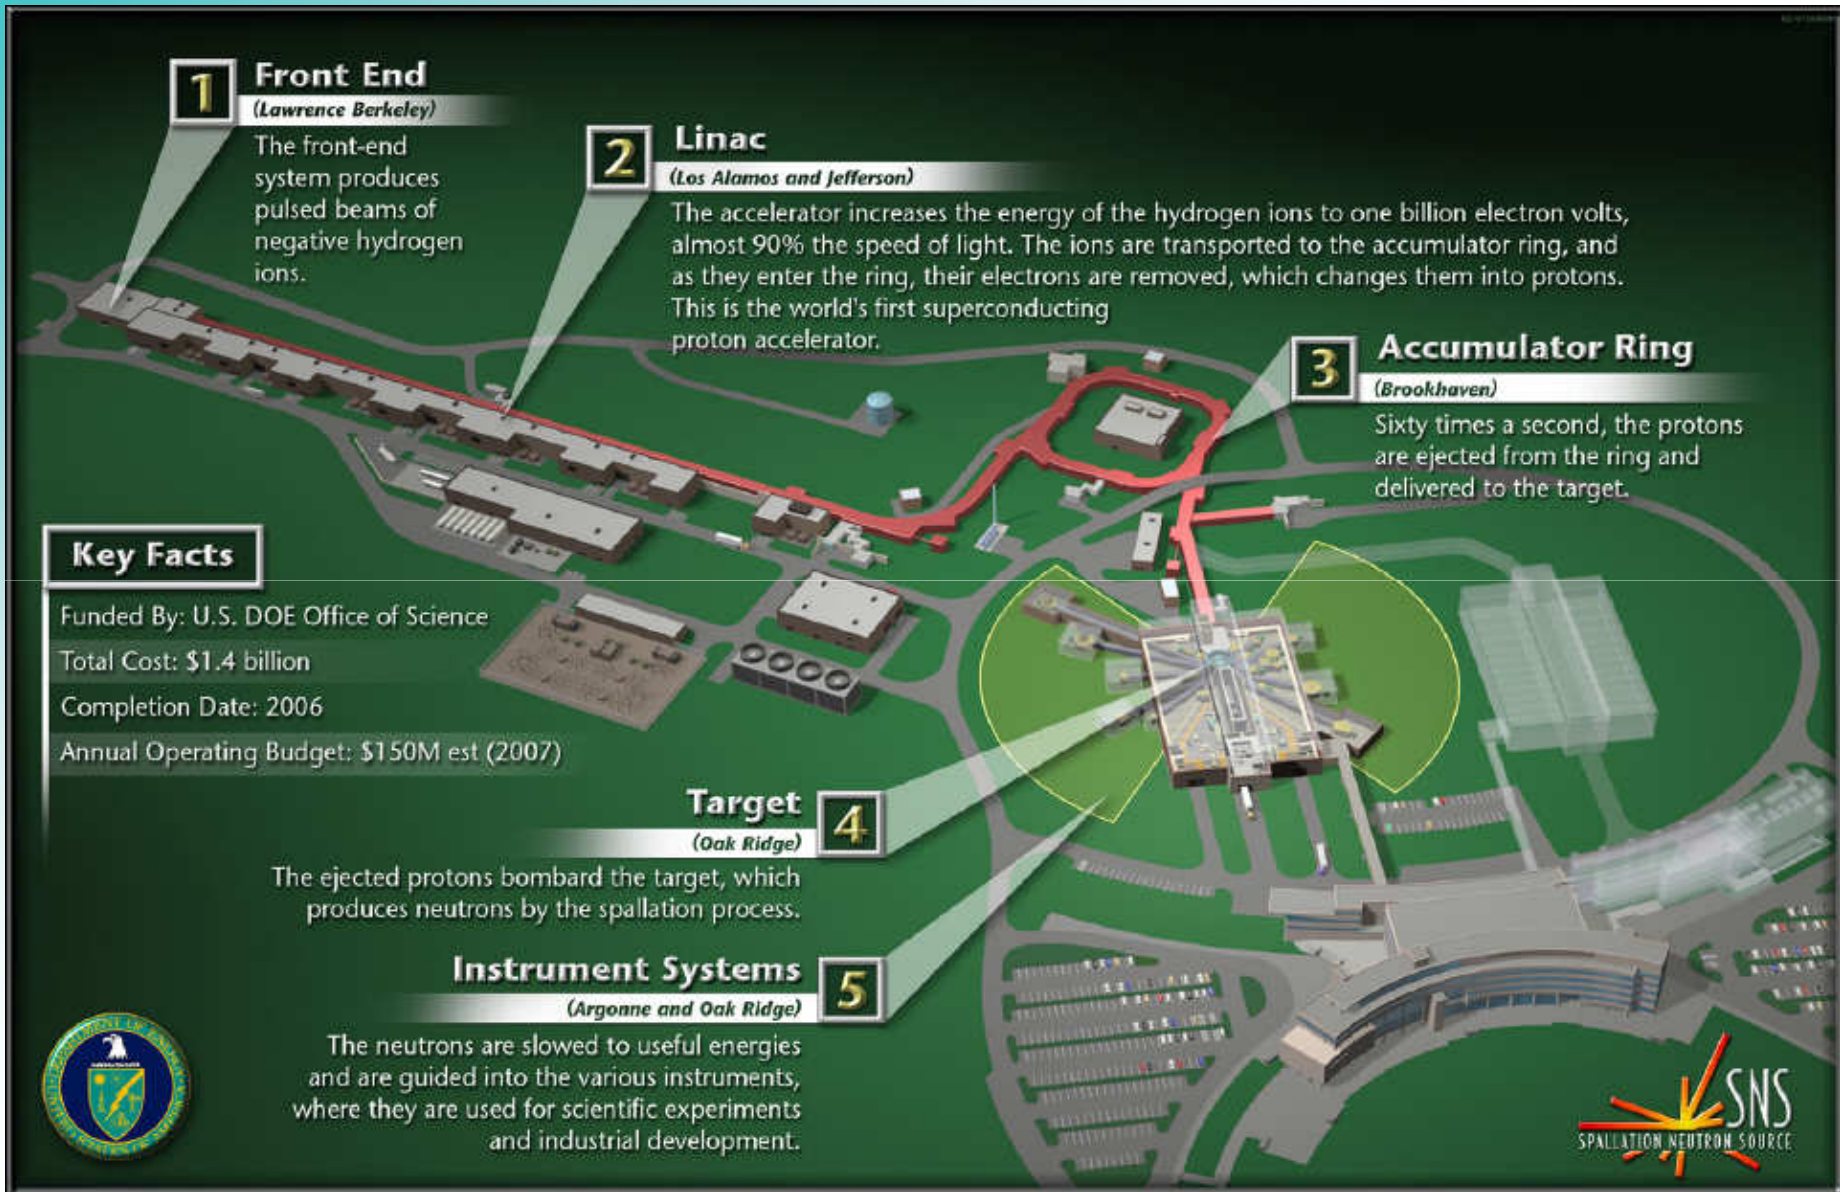 1
Front End
(Lawrence Berkeley)
The front-end
system produces
pulsed beams of
negative hydrogen
ions.
2
Linac
(Los Alamos and Jefferson)
The accelerator increases the energy of the hydrogen ions to one billion electron volts,
almost 90% the speed of light. The ions are transported to the accumulator ring, and
as they enter the ring, their electrons are removed, which changes them into protons.
This is the world's first superconducting
proton accelerator.
3
Accumulator Ring
(Brookhaven)
Sixty times a second, the protons
are ejected from the ring and
delivered to the target.
Key Facts
Funded By: U.S. DOE Office of Science
Total Cost: $1.4 billion
Completion Date: 2006
Annual Operating Budget: $150M est (2007)
Target
(Oak Ridge)
4
The ejected protons bombard the target, which
produces neutrons by the spallation process.
Instrument Systems
(Argonne and Oak Ridge)
5
The neutrons are slowed to useful energies
and are guided into the various instruments,
where they are used for scientific experiments
and industrial development.
SNS
SPALLATION NEUTRON SOURCE